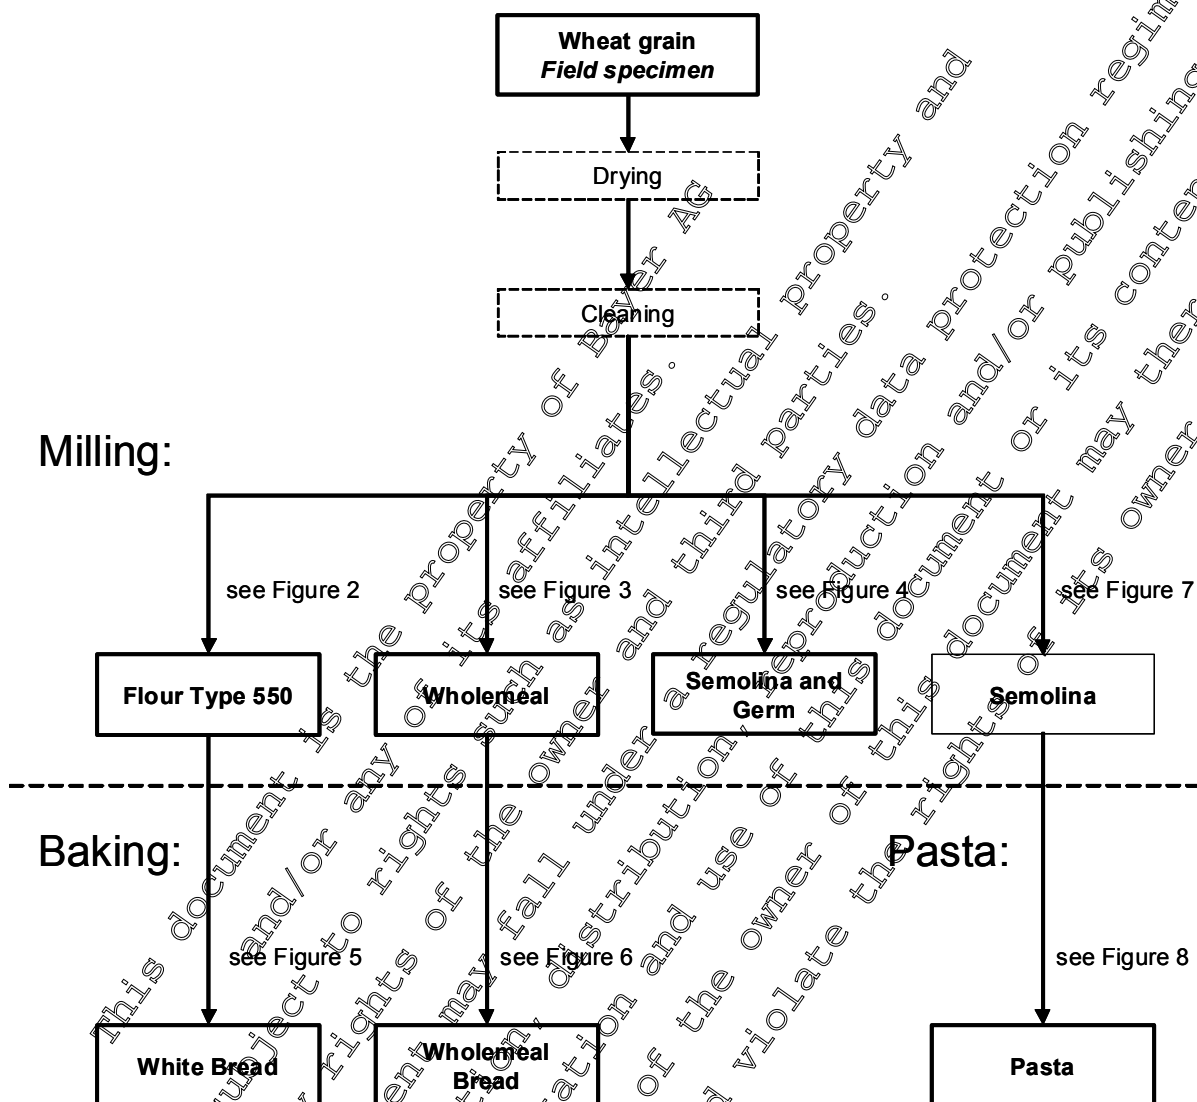 Wheat grain
Field specimen
Drying
Cleaning
Milling:
see Figure 2
see Figure 3
see Figure 4
see Figure 7
Flour Type 550
Wholemeal
Semolina and
Germ
Semolina
Baking:
Pasta:
see Figure 5
see Figure 6
see Figure 8
White Bread
Wholemeal
Bread
Pasta
This document is the property of Bayer AG
and/or any of its affiliates.
subject to rights such as intellectual property and
rights of the owner and third parties.
may fall under a regulatory data protection regim
distribution, reproduction and/or publishing
and use of this document or its conten
of the owner of this document may ther
violate the rights of its owner